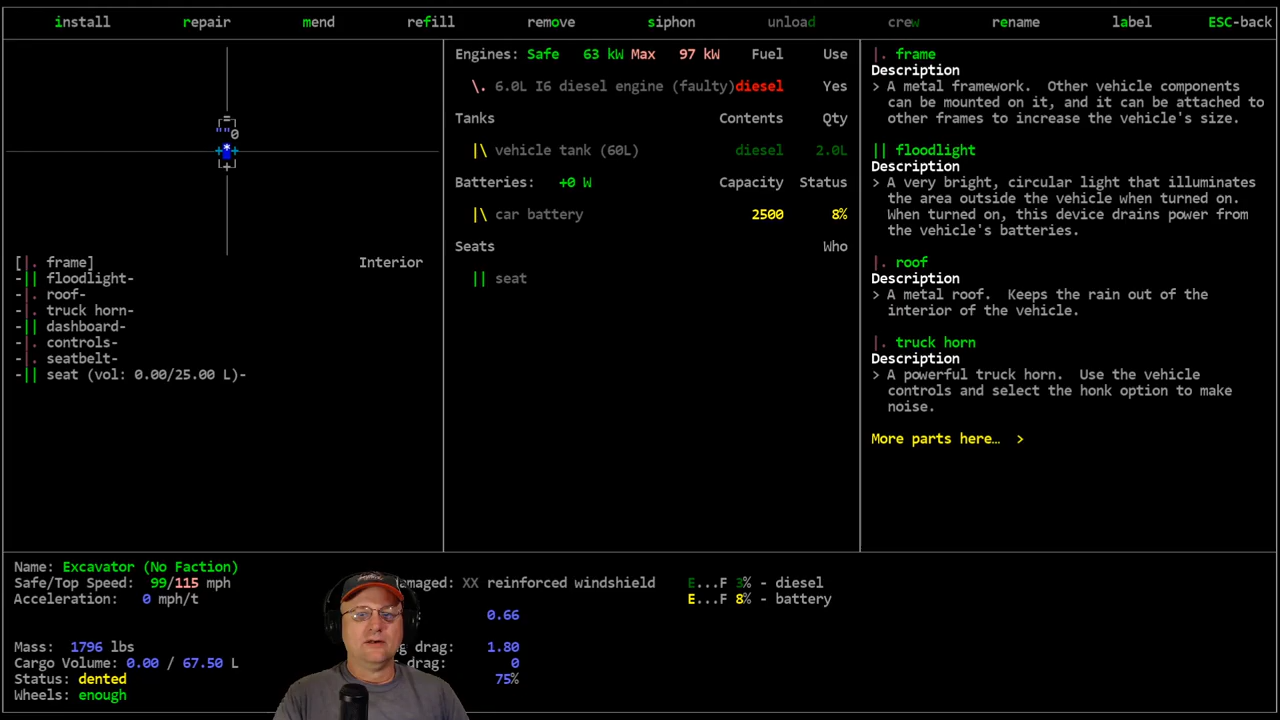 install repair mend refill remove siphon unload crew rename label ESC-back
Engines: Safe 63 kW Max 97 kW Fuel Use
\. 6.0L I6 diesel engine (faulty)diesel Yes
Tanks Contents Qty
|\ vehicle tank (60L) diesel 2.0L
Batteries: +0 W Capacity Status
|\ car battery 2500 8%
Seats Who
|| seat
[|. frame] Interior
-|| floodlight-
-|. roof-
-|. truck horn-
-|| dashboard-
-|. controls-
-|. seatbelt-
-|| seat (vol: 0.00/25.00 L)-
|. frame
Description
> A metal framework. Other vehicle components
can be mounted on it, and it can be attached to
other frames to increase the vehicle's size.
|| floodlight
Description
> A very bright, circular light that illuminates
the area outside the vehicle when turned on.
When turned on, this device drains power from
the vehicle's batteries.
|. roof
Description
> A metal roof. Keeps the rain out of the
interior of the vehicle.
|. truck horn
Description
> A powerful truck horn. Use the vehicle
controls and select the honk option to make
noise.
More parts here… >
Name: Excavator (No Faction)
Safe/Top Speed: 99/115 mph
Acceleration: 0 mph/t
Mass: 1796 lbs
Cargo Volume: 0.00 / 67.50 L
Status: dented
Wheels: enough
amaged: XX reinforced windshield
0.66
drag: 1.80
drag: 0
75%
E...F 3% - diesel
E...F 8% - battery